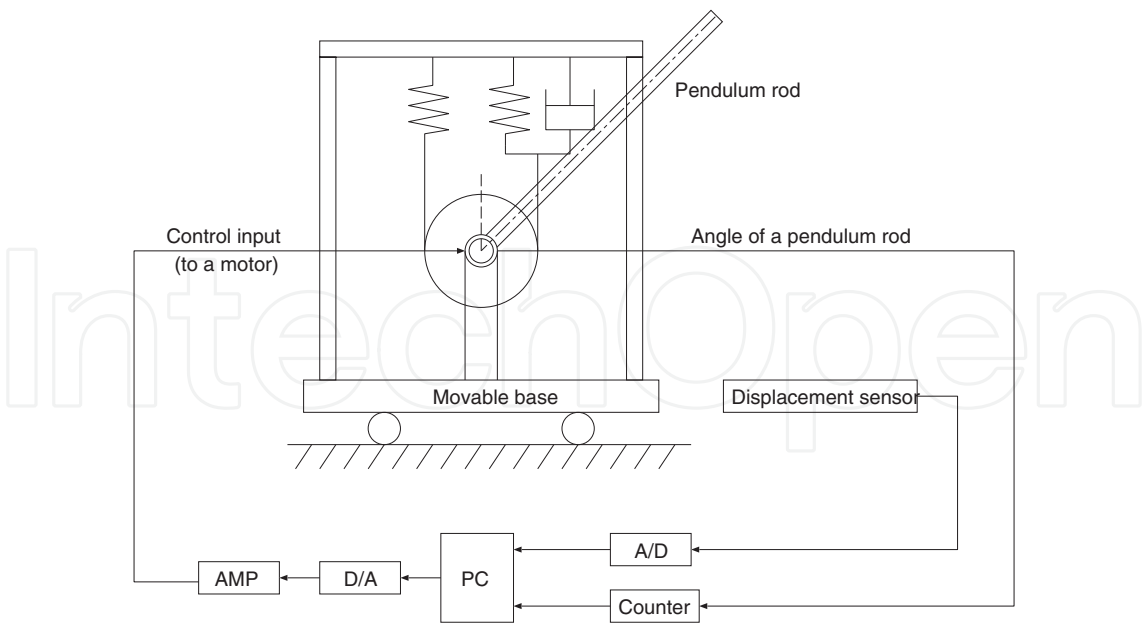 Pendulum rod
Control input
(to a motor)
Angle of a pendulum rod
IntechOpen
Movable base
Displacement sensor
A/D
AMP
D/A
PC
Counter